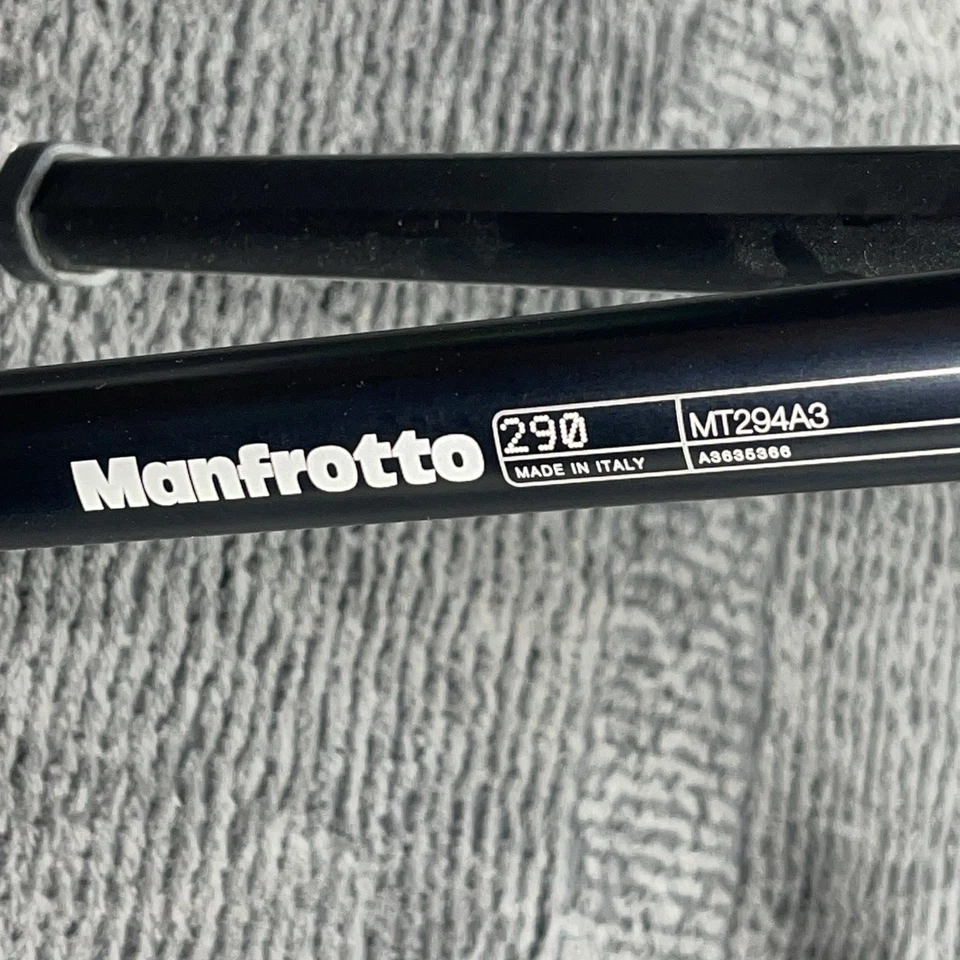 Manfrotto
290
MADE IN ITALY
MT294A3
A3635366